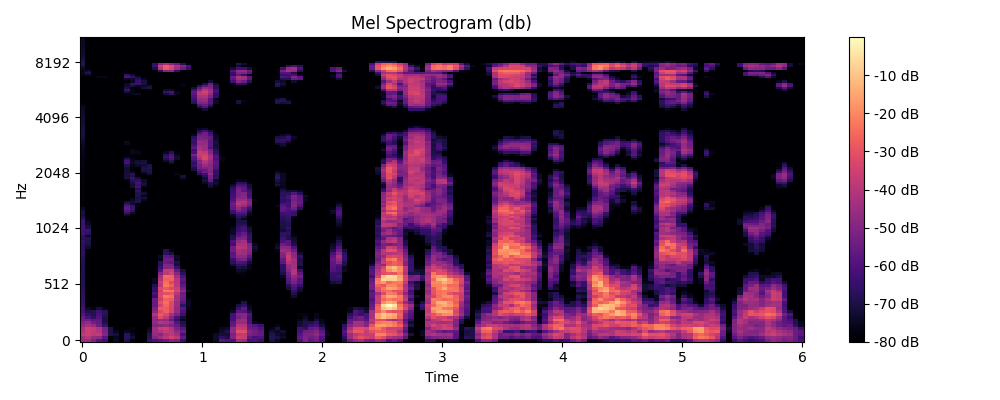 Mel Spectrogram (db)
8192
4096
2048
1024
512
0
Hz
0 1 2 3 4 5 6
Time
-10 dB
-20 dB
-30 dB
-40 dB
-50 dB
-60 dB
-70 dB
-80 dB